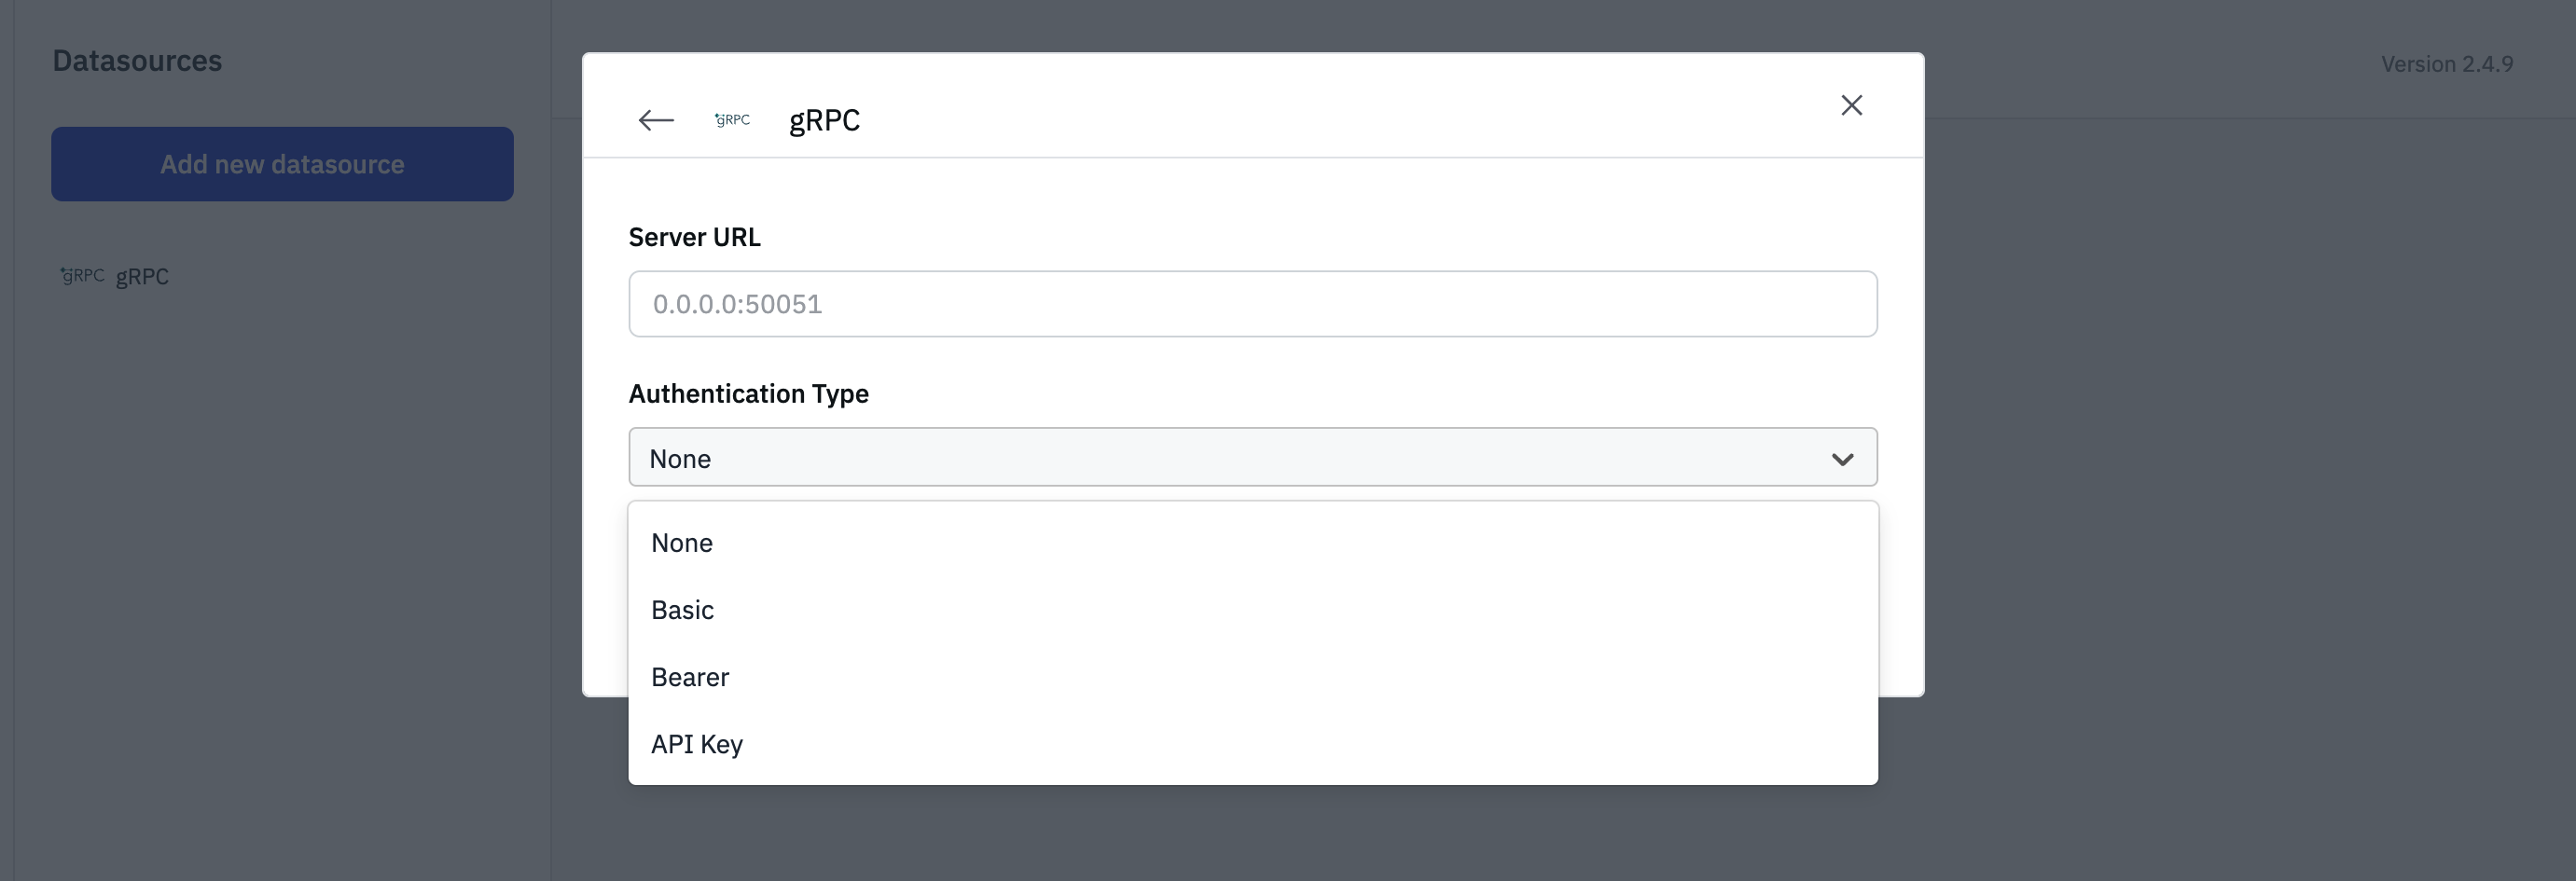 Datasources
Add new datasource
gRPC gRPC
Version 2.4.9
gRPC gRPC
Server URL
0.0.0.0:50051
Authentication Type
None
None
Basic
Bearer
API Key